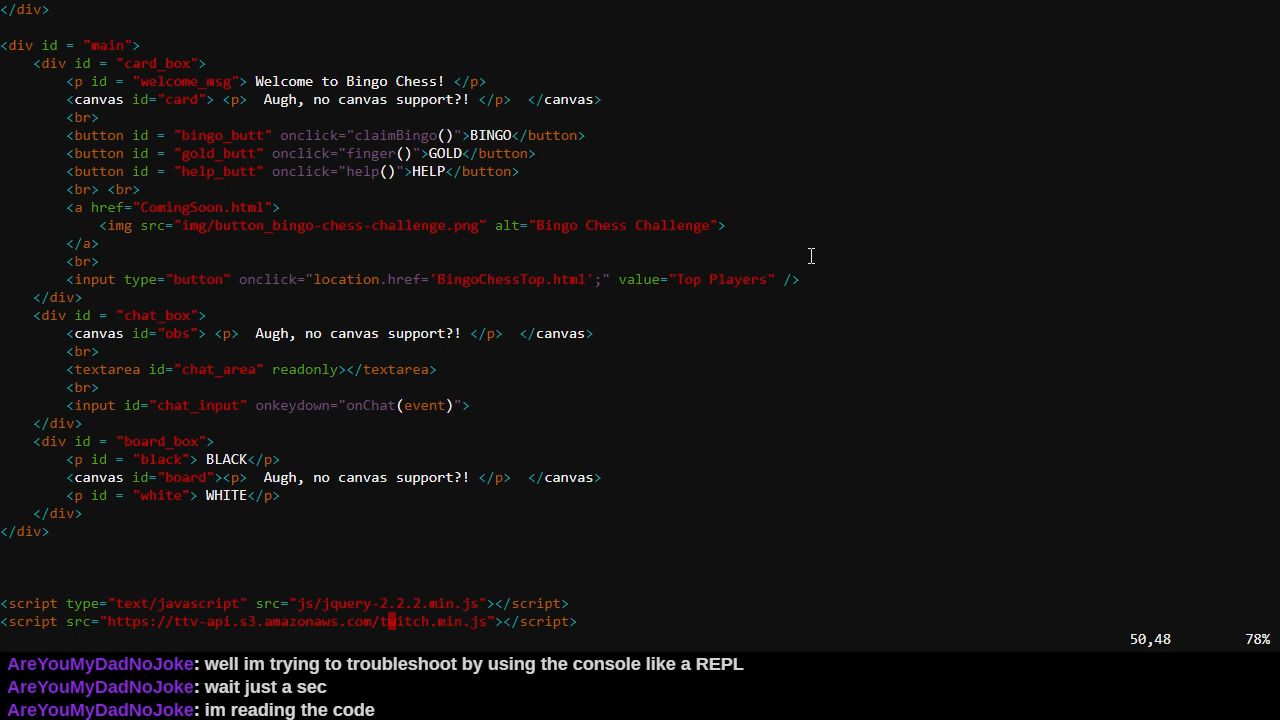 </div>
<div id = "main">
<div id = "card_box">
<p id = "welcome_msg"> Welcome to Bingo Chess! </p>
<canvas id="card"> <p>  Augh, no canvas support?! </p>  </canvas>
<br>
<button id = "bingo_butt" onclick="claimBingo()">BINGO</button>
<button id = "gold_butt" onclick="finger()">GOLD</button>
<button id = "help_butt" onclick="help()">HELP</button>
<br> <br>
<a href="ComingSoon.html">
<img src="img/button_bingo-chess-challenge.png" alt="Bingo Chess Challenge">
</a>
<br>
<input type="button" onclick="location.href='BingoChessTop.html';" value="Top Players" />
</div>
<div id = "chat_box">
<canvas id="obs"> <p>  Augh, no canvas support?! </p>  </canvas>
<br>
<textarea id="chat_area" readonly></textarea>
<br>
<input id="chat_input" onkeydown="onChat(event)">
</div>
<div id = "board_box">
<p id = "black"> BLACK</p>
<canvas id="board"><p>  Augh, no canvas support?! </p>  </canvas>
<p id = "white"> WHITE</p>
</div>
</div>
<script type="text/javascript" src="js/jquery-2.2.2.min.js"></script>
<script src="https://ttv-api.s3.amazonaws.com/twitch.min.js"></script>
50,48 78%
AreYouMyDadNoJoke: well im trying to troubleshoot by using the console like a REPL
AreYouMyDadNoJoke: wait just a sec
AreYouMyDadNoJoke: im reading the code